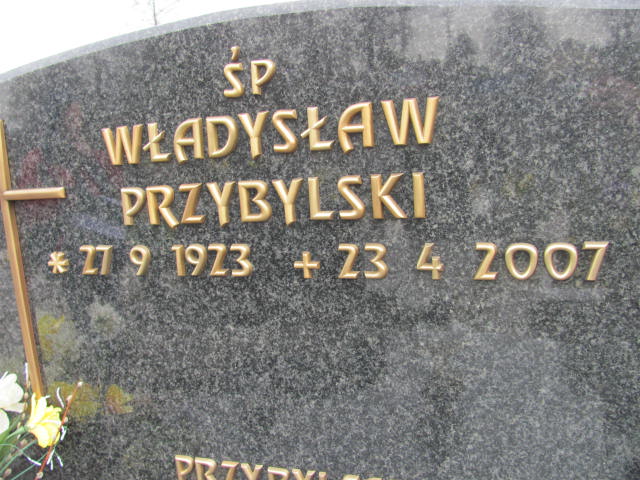 ŚP
WŁADYSŁAW
PRZYBYLSKI
* 27 9 1923 + 23 4 2007